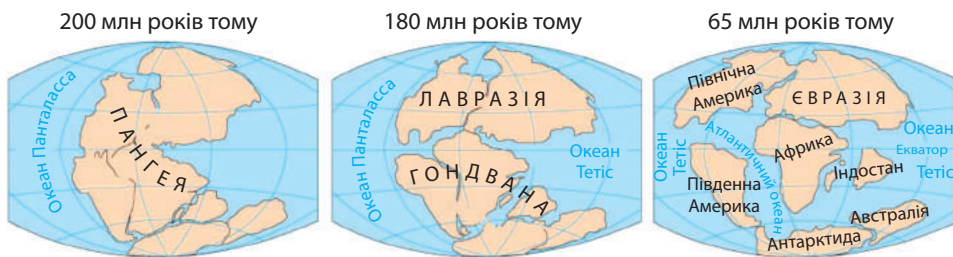 200 млн років тому
Океан Панталасса
ПАНГЕЯ
180 млн років тому
Океан Панталасса
ЛАВРАЗІЯ
ГОНДВАНА
Океан
Тетіс
65 млн років тому
Північна
Америка
ЄВРАЗІЯ
Океан
Тетіс
Атлантичний океан
Африка
Океан
Екватор
Тетіс
Індостан
Південна
Америка
Австралія
Антарктида